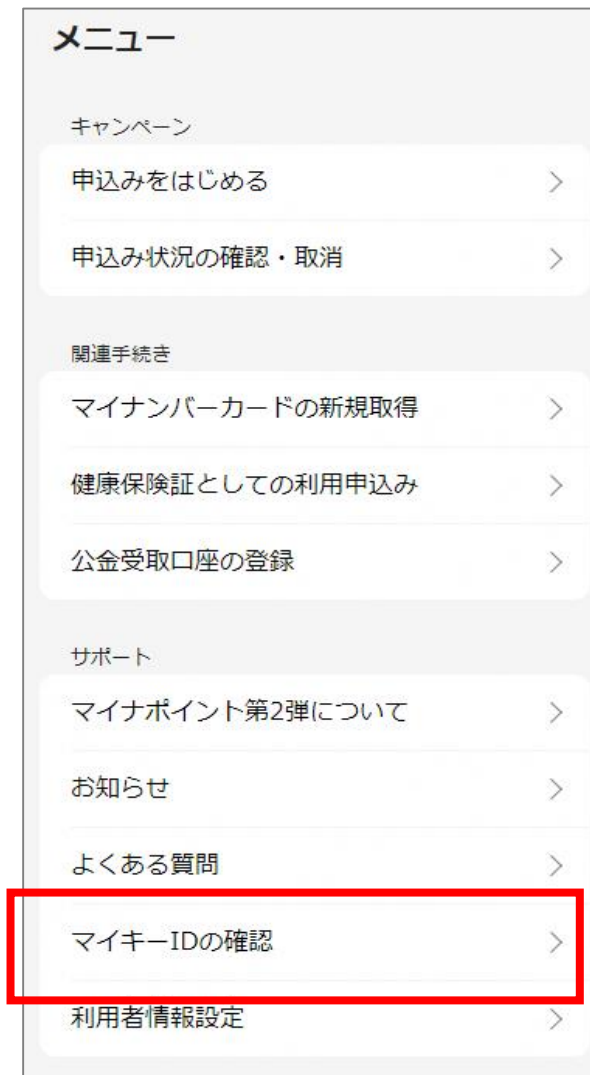 メニュー
キャンペーン
申込みをはじめる
申込み状況の確認・取消
関連手続き
マイナンバーカードの新規取得
健康保険証としての利用申込み
公金受取口座の登録
サポート
マイナポイント第2弾について
お知らせ
よくある質問
マイキーIDの確認
利用者情報設定